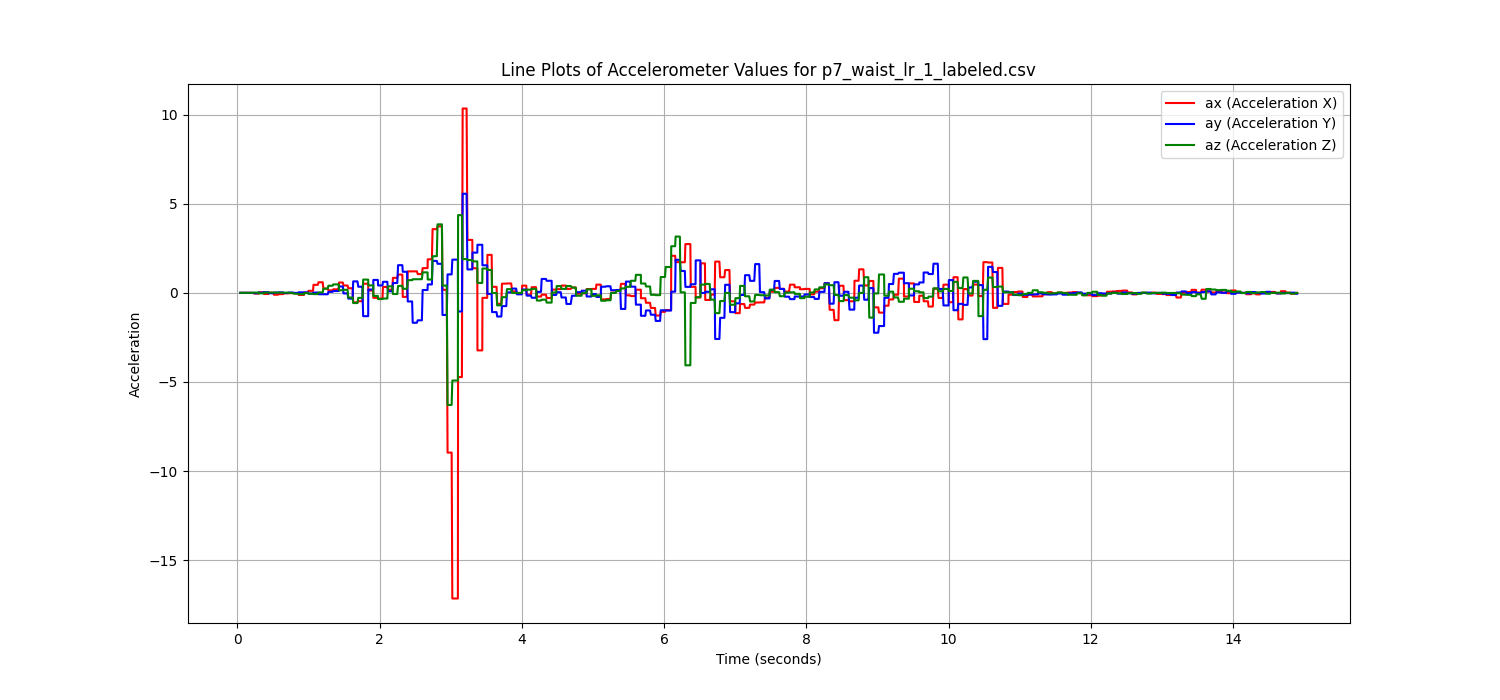 Line Plots of Accelerometer Values for p7_waist_lr_1_labeled.csv
ax (Acceleration X)
ay (Acceleration Y)
az (Acceleration Z)
10
5
0
−5
−10
−15
Acceleration
0 2 4 6 8 10 12 14
Time (seconds)